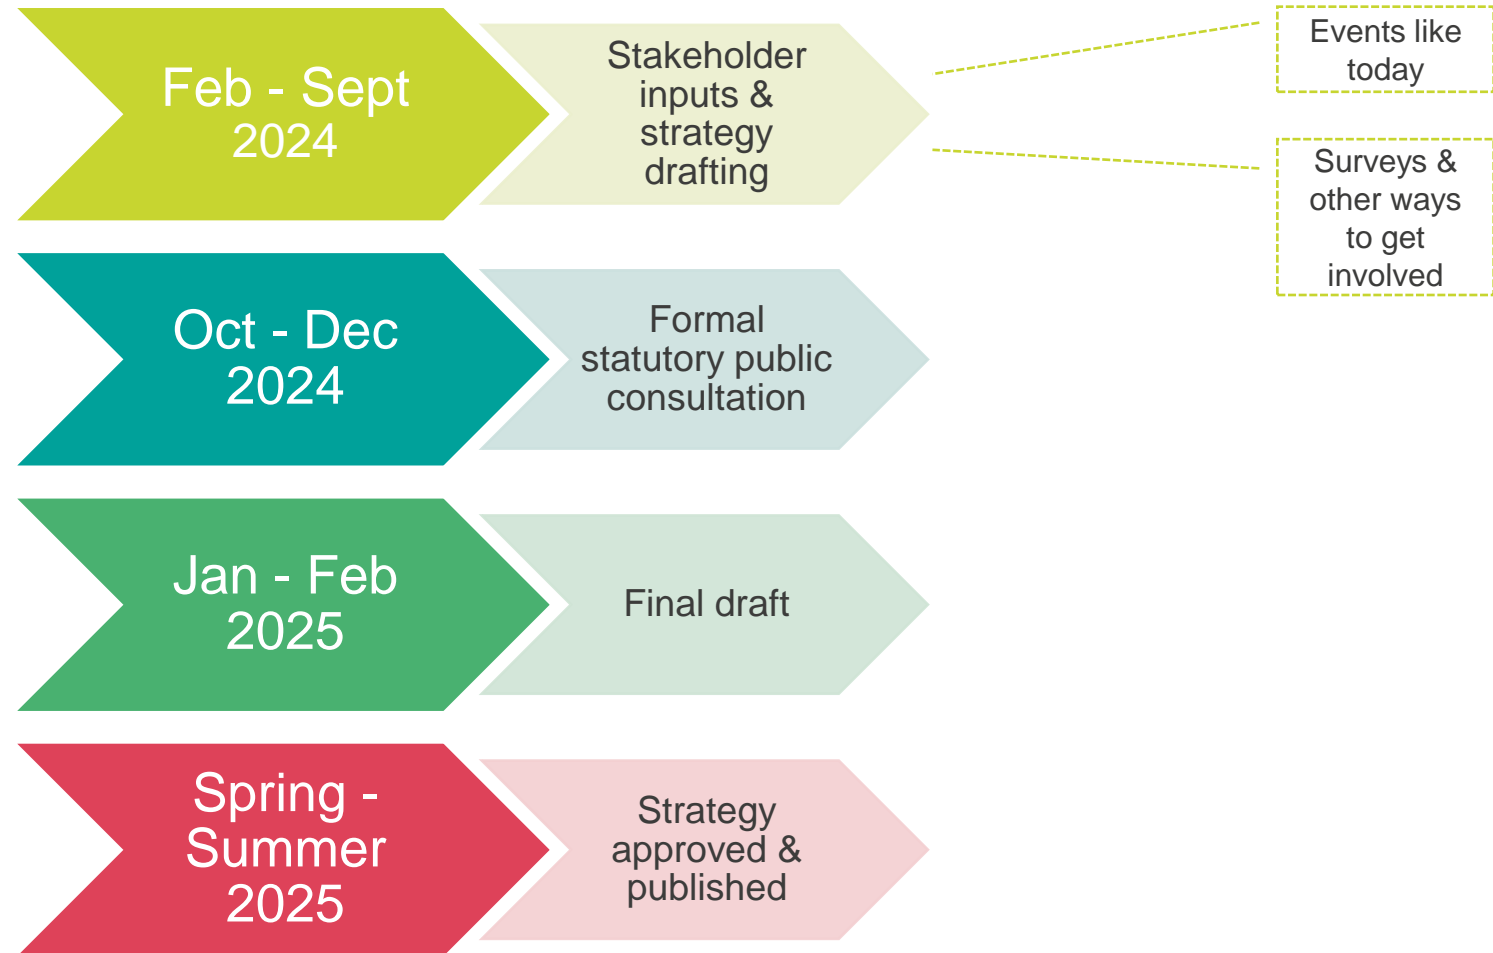 Feb - Sept
2024
Stakeholder
inputs &
strategy
drafting
Events like
today
Surveys &
other ways
to get
involved
Oct - Dec
2024
Formal
statutory public
consultation
Jan - Feb
2025
Final draft
Spring -
Summer
2025
Strategy
approved &
published